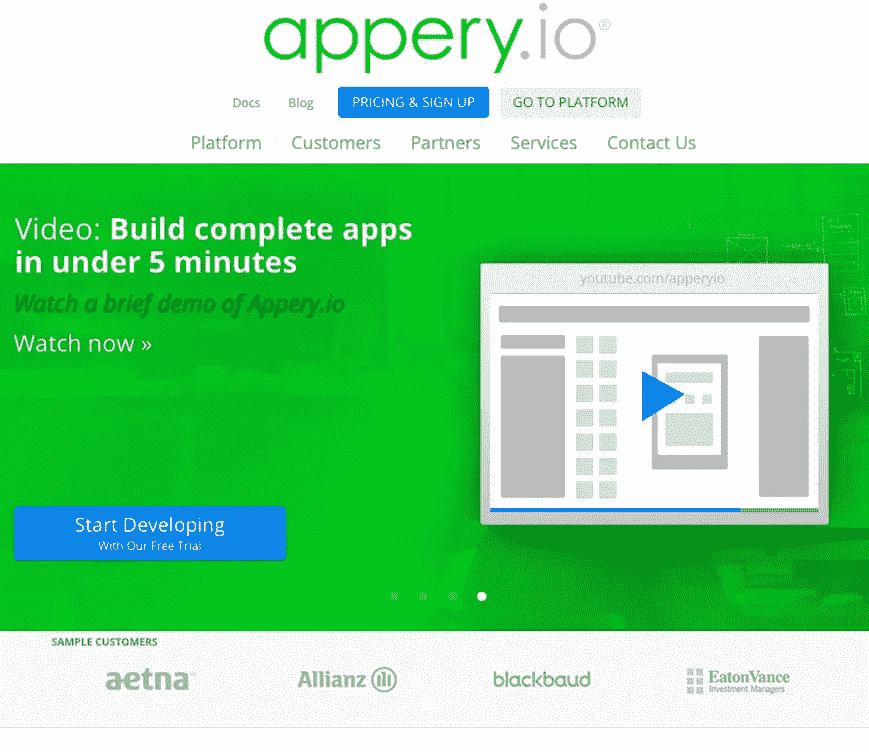 appery.io®
Docs Blog PRICING & SIGN UP GO TO PLATFORM
Platform Customers Partners Services Contact Us
Video: Build complete apps
in under 5 minutes
Watch a brief demo of Appery.io
Watch now »
youtube.com/apperyio
Start Developing
With Our Free Trial
SAMPLE CUSTOMERS
aetna™ Allianz blackbaud EatonVance
Investment Managers